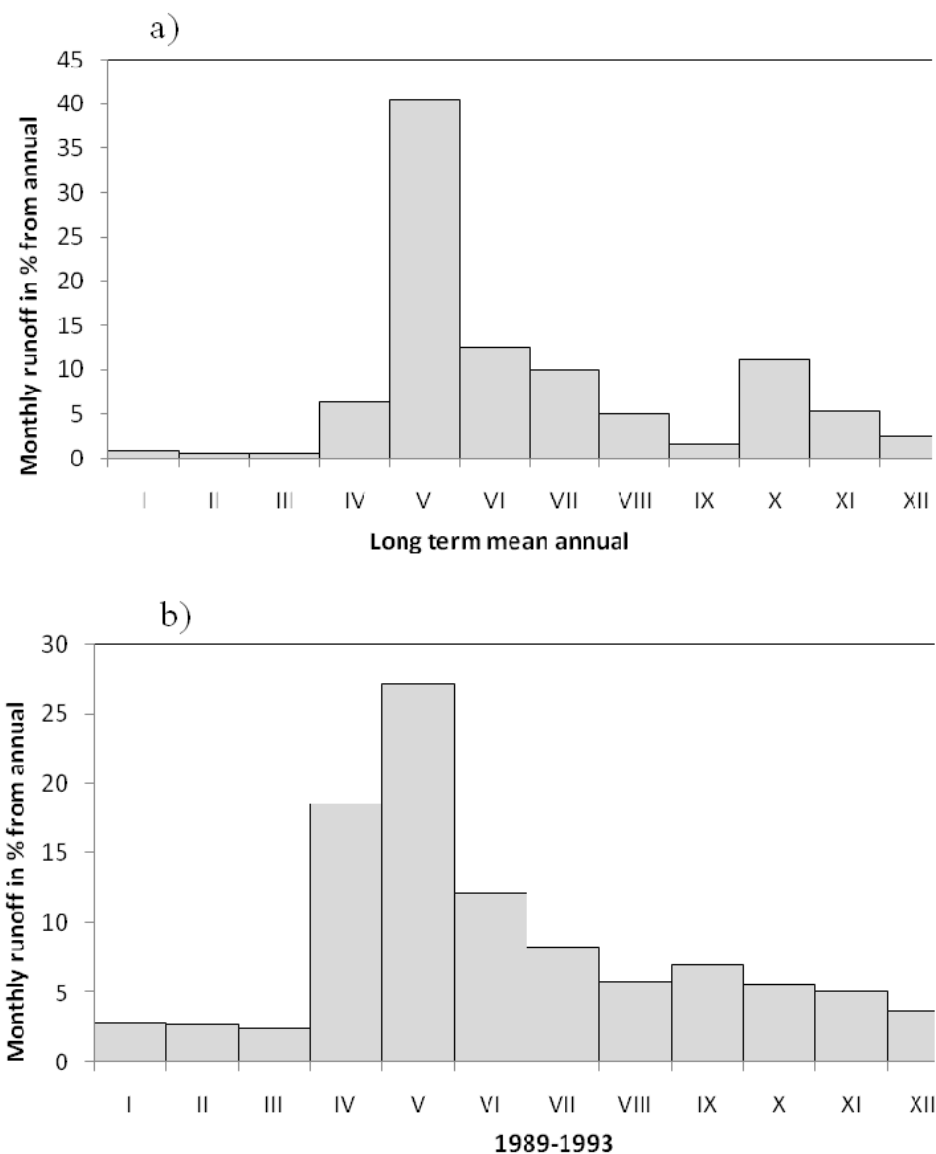 a)
Monthly runoff in % from annual
45
40
35
30
25
20
15
10
5
0
I II III IV V VI VII VIII IX X XI XII
Long term mean annual
b)
Monthly runoff in % from annual
30
25
20
15
10
5
0
I II III IV V VI VII VIII IX X XI XII
1989-1993